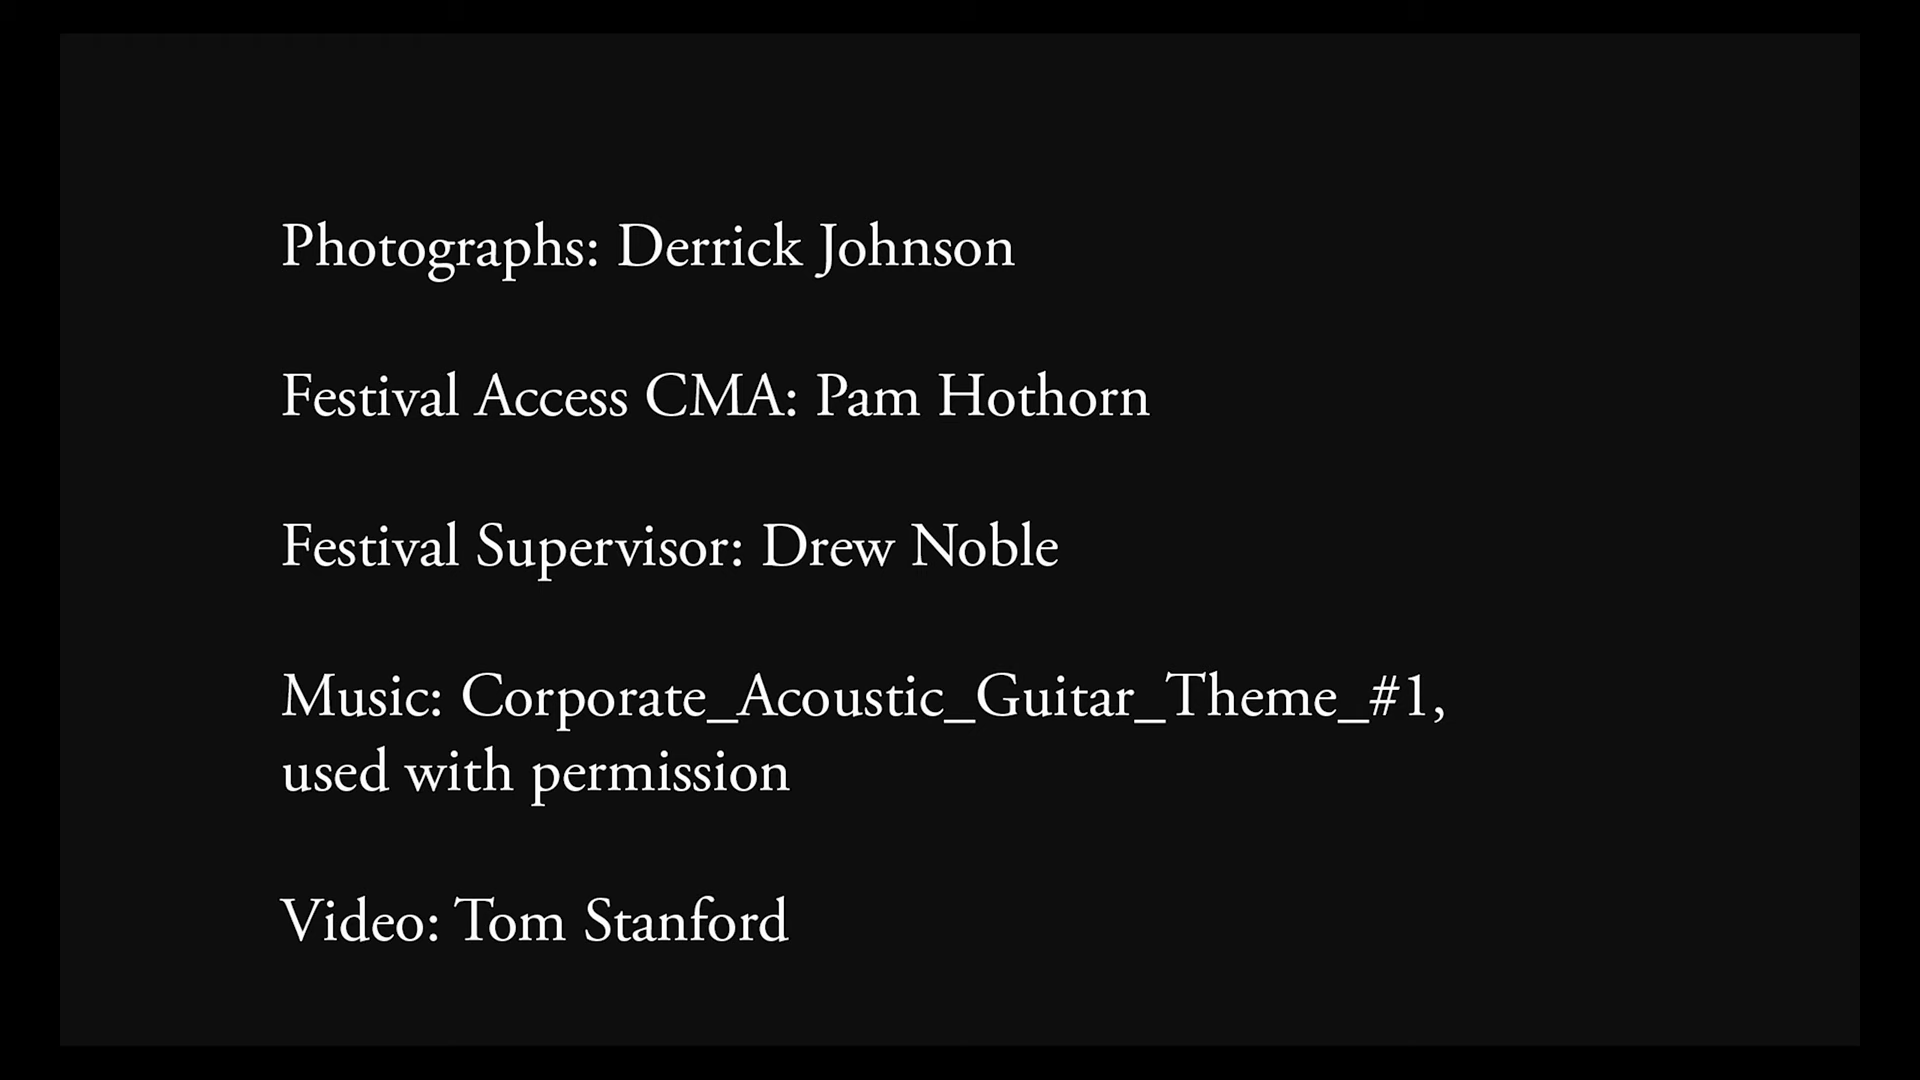 Photographs: Derrick Johnson
Festival Access CMA: Pam Hothorn
Festival Supervisor: Drew Noble
Music: Corporate_Acoustic_Guitar_Theme_#1,
used with permission
Video: Tom Stanford